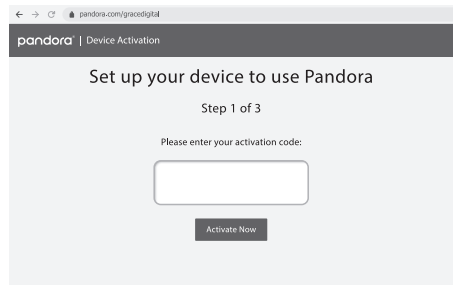 pandora.com/gracedigital
pandora® | Device Activation
Set up your device to use Pandora
Step 1 of 3
Please enter your activation code:
Activate Now